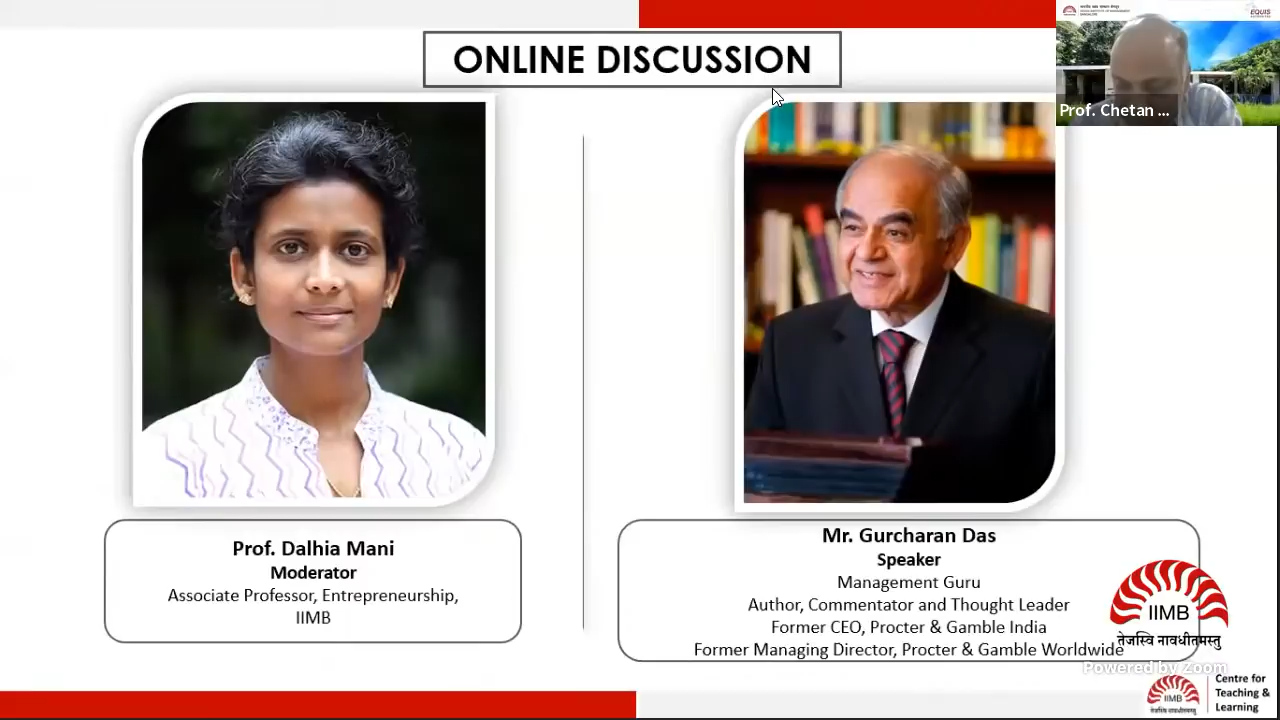 ONLINE DISCUSSION
EQUIS
Prof. Chetan ...
Prof. Dalhia Mani
Moderator
Associate Professor, Entrepreneurship,
IIMB
Mr. Gurcharan Das
Speaker
Management Guru
Author, Commentator and Thought Leader
Former CEO, Procter & Gamble India
Former Managing Director, Procter & Gamble Worldwide
IIMB
तेजस्वि नावधीतमस्तु
Powered by Zoom
IIMB
Centre for
Teaching &
Learning